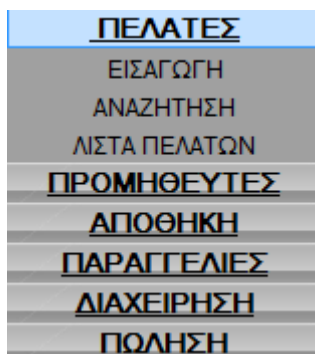 ΠΕΛΑΤΕΣ
ΕΙΣΑΓΩΓΗ
ΑΝΑΖΗΤΗΣΗ
ΛΙΣΤΑ ΠΕΛΑΤΩΝ
ΠΡΟΜΗΘΕΥΤΕΣ
ΑΠΟΘΗΚΗ
ΠΑΡΑΓΓΕΛΙΕΣ
ΔΙΑΧΕΙΡΗΣΗ
ΠΩΛΗΣΗ